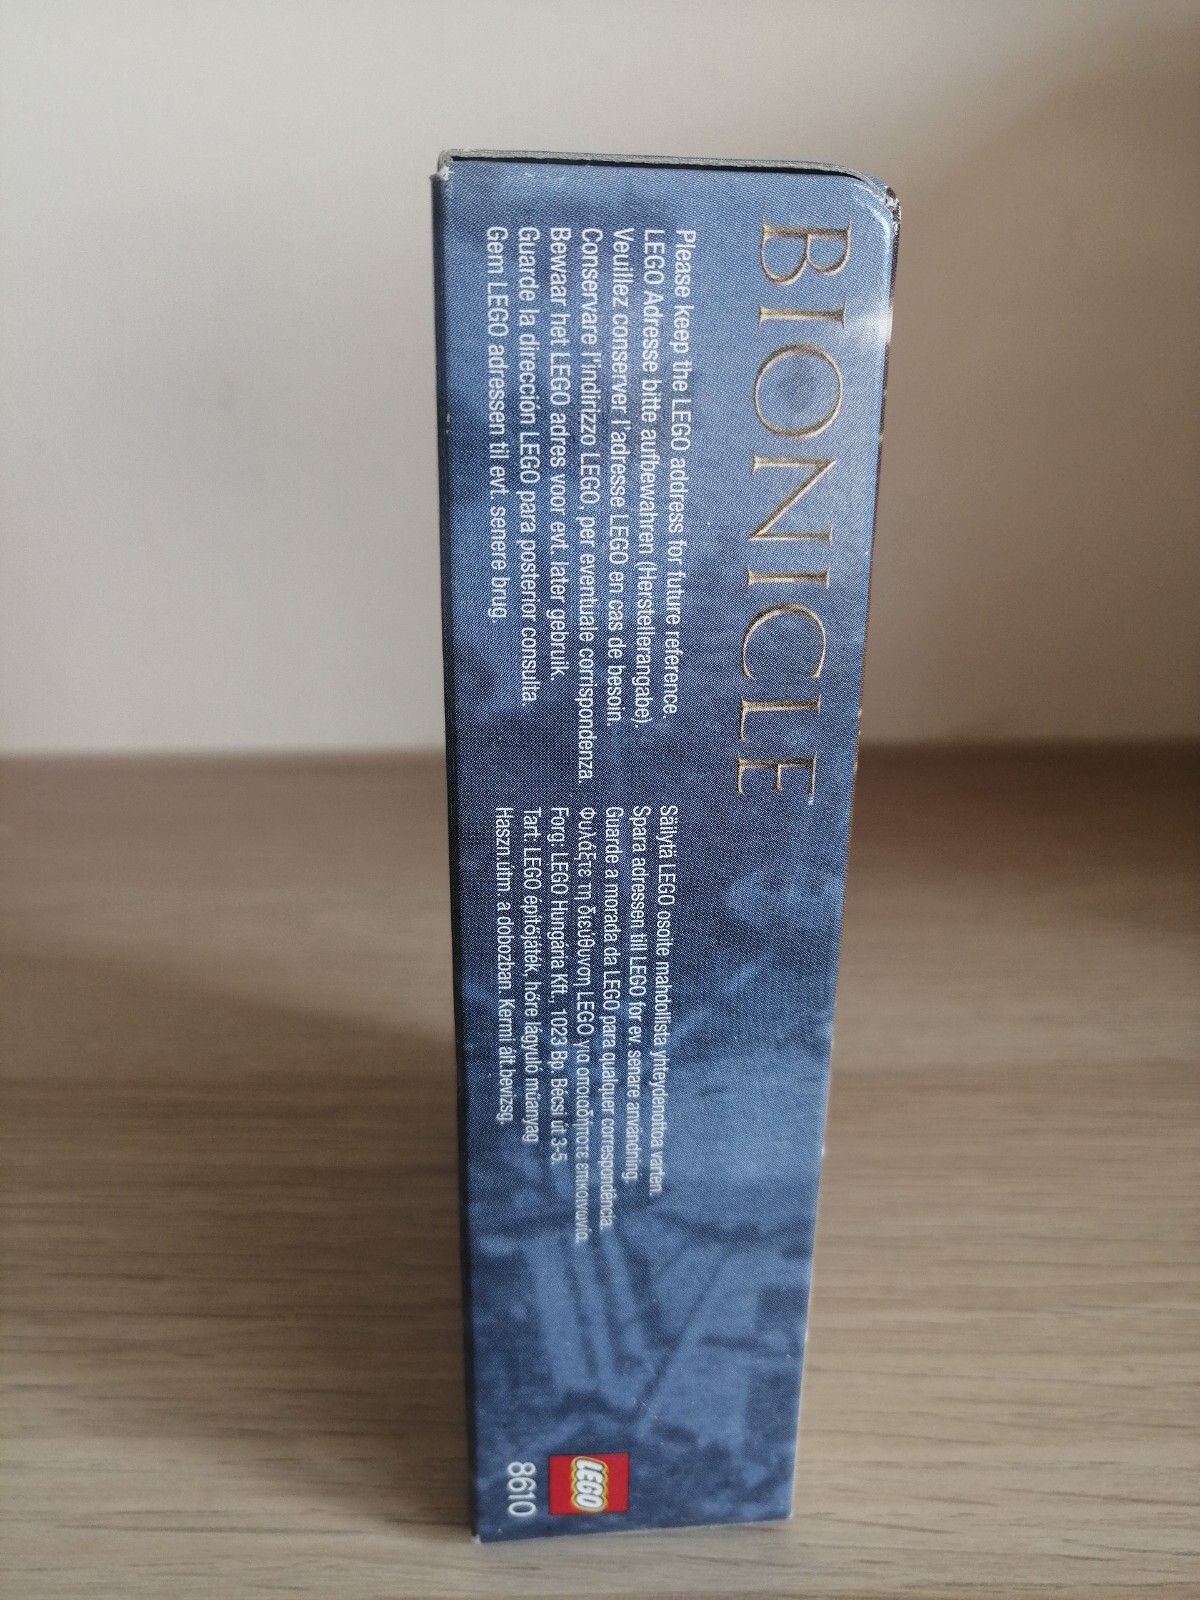 BIONICLE™
Please keep the LEGO address for future reference.
LEGO Adresse bitte aufbewahren (Herstellerangabe).
Veuillez conserver l'adresse LEGO en cas de besoin.
Conservare l'indirizzo LEGO, per eventuale corrispondenza.
Bewaar het LEGO adres voor evt. later gebruik.
Guarde la dirección LEGO para posterior consulta.
Gem LEGO adressen til evt. senere brug.
Säilytä LEGO osoite mahdollista yhteydenottoa varten.
Spara adressen till LEGO for ev. senare användning.
Guarde a morada da LEGO para qualquer correspondência.
Φυλάξτε τη διεύθυνση LEGO για οποιαδήποτε επικοινωνία.
Forg: LEGO Hungária Kft., 1023 Bp. Bécsi út 3-5.
Tart: LEGO építőjáték, hőre lágyuló műanyag
Haszn.útm. a dobozban. Kermi ált.bevizsg.
LEGO
8610